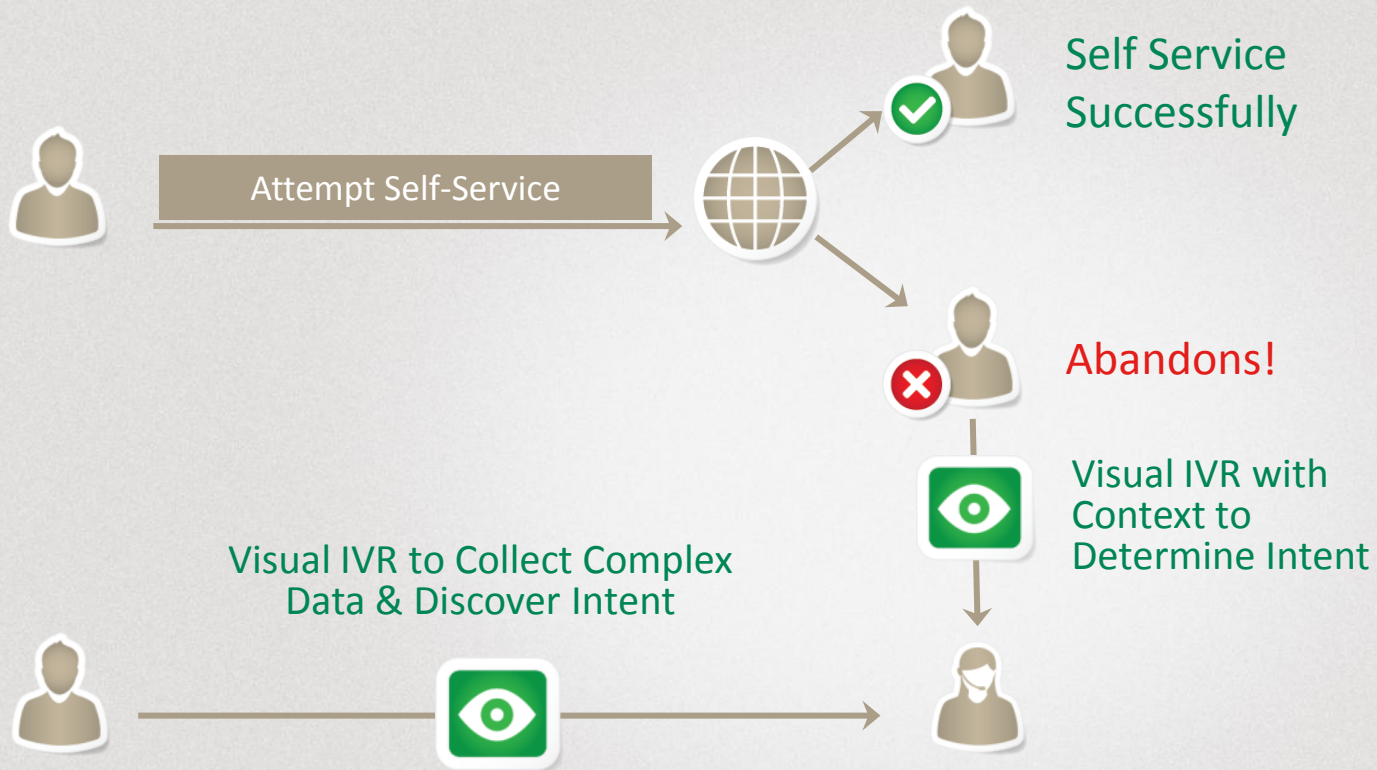 Self Service
Successfully
Attempt Self-Service
Abandons!
Visual IVR with
Context to
Determine Intent
Visual IVR to Collect Complex
Data & Discover Intent